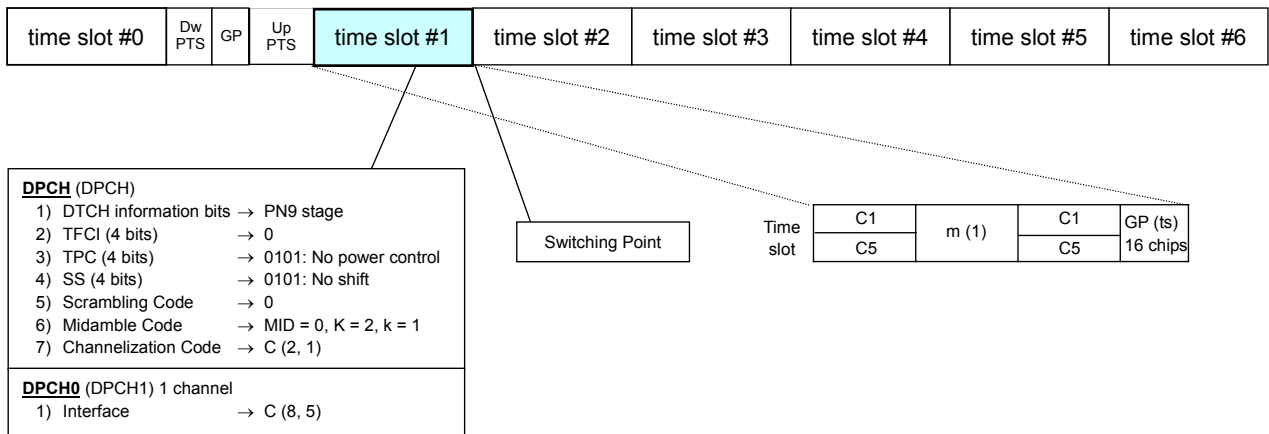 time slot #0
Dw
PTS
GP
Up
PTS
time slot #1
time slot #2
time slot #3
time slot #4
time slot #5
time slot #6
DPCH (DPCH)
1) DTCH information bits → PN9 stage
2) TFCI (4 bits) → 0
3) TPC (4 bits) → 0101: No power control
4) SS (4 bits) → 0101: No shift
5) Scrambling Code → 0
6) Midamble Code → MID = 0, K = 2, k = 1
7) Channelization Code → C (2, 1)
DPCH0 (DPCH1) 1 channel
1) Interface → C (8, 5)
Switching Point
Time
slot
C1
C5
m (1)
C1
C5
GP (ts)
16 chips